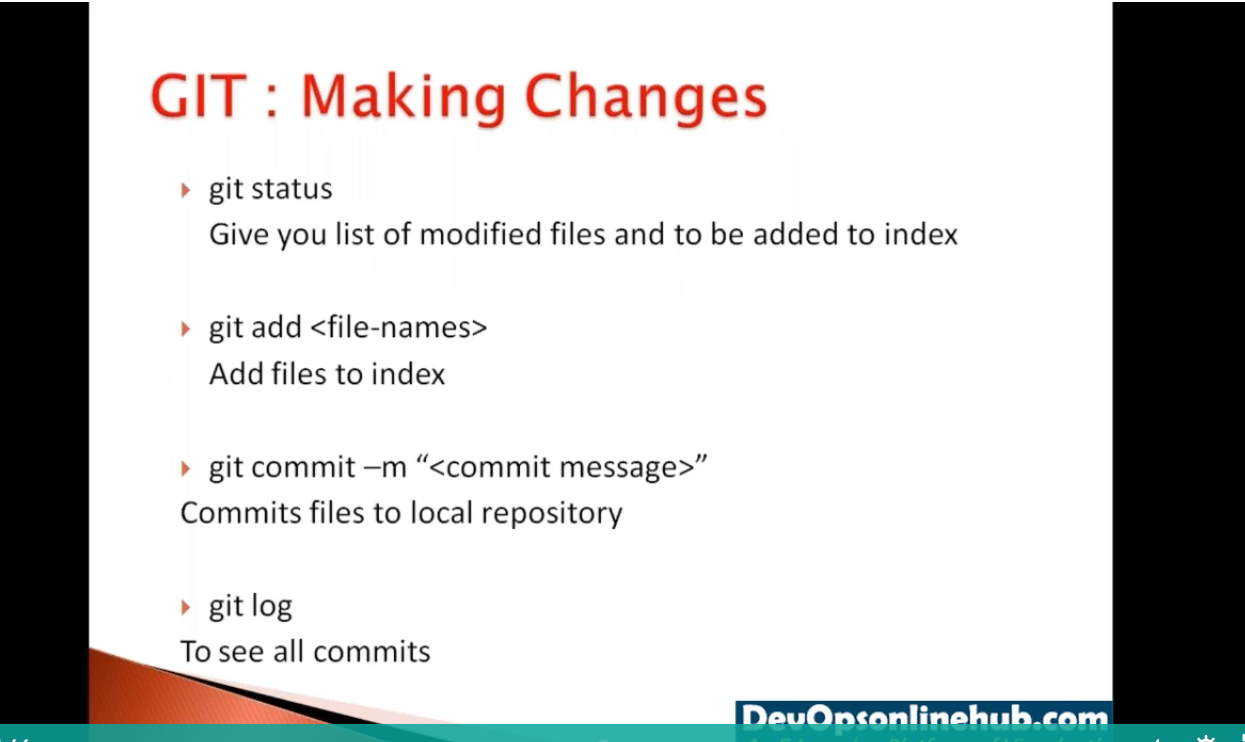 GIT : Making Changes
git status
Give you list of modified files and to be added to index
git add <file-names>
Add files to index
git commit –m “<commit message>”
Commits files to local repository
git log
To see all commits
DevOpsonlinehub.com